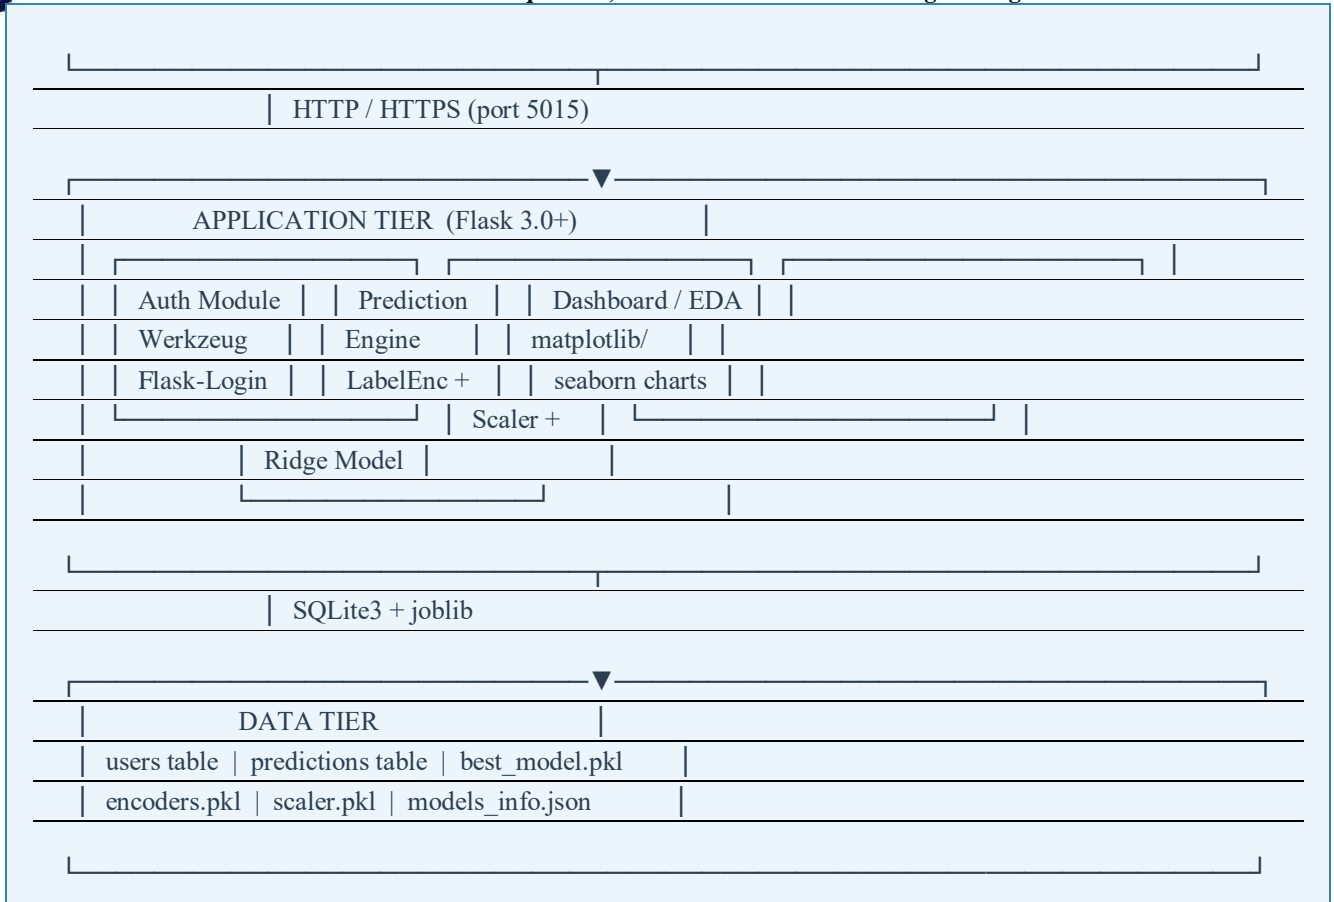 └─────────────────────────┬─────────────────────────┘
│ HTTP / HTTPS (port 5015)
┌─────────────────────────▼─────────────────────────┐
│ APPLICATION TIER (Flask 3.0+) │
│ ┌─────────────┐ ┌─────────────┐ ┌────────────────┐ │
│ │ Auth Module │ │ Prediction │ │ Dashboard / EDA │ │
│ │ Werkzeug │ │ Engine │ │ matplotlib/ │ │
│ │ Flask-Login │ │ LabelEnc + │ │ seaborn charts │ │
│ └─────────────┘ │ Scaler + │ └────────────────┘ │
│ │ Ridge Model │ │
│ └─────────────┘ │
└─────────────────────────┬─────────────────────────┘
│ SQLite3 + joblib
┌─────────────────────────▼─────────────────────────┐
│ DATA TIER │
│ users table | predictions table | best_model.pkl │
│ encoders.pkl | scaler.pkl | models_info.json │
└───────────────────────────────────────────────────┘